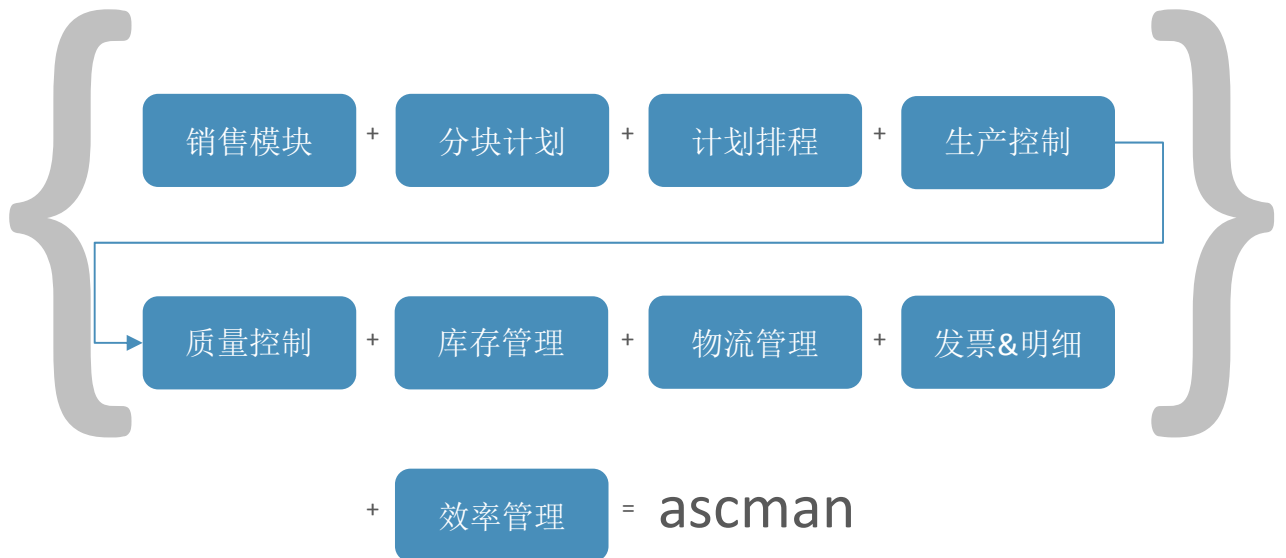 销售模块 + 分块计划 + 计划排程 + 生产控制
质量控制 + 库存管理 + 物流管理 + 发票&明细
+ 效率管理 = ascman